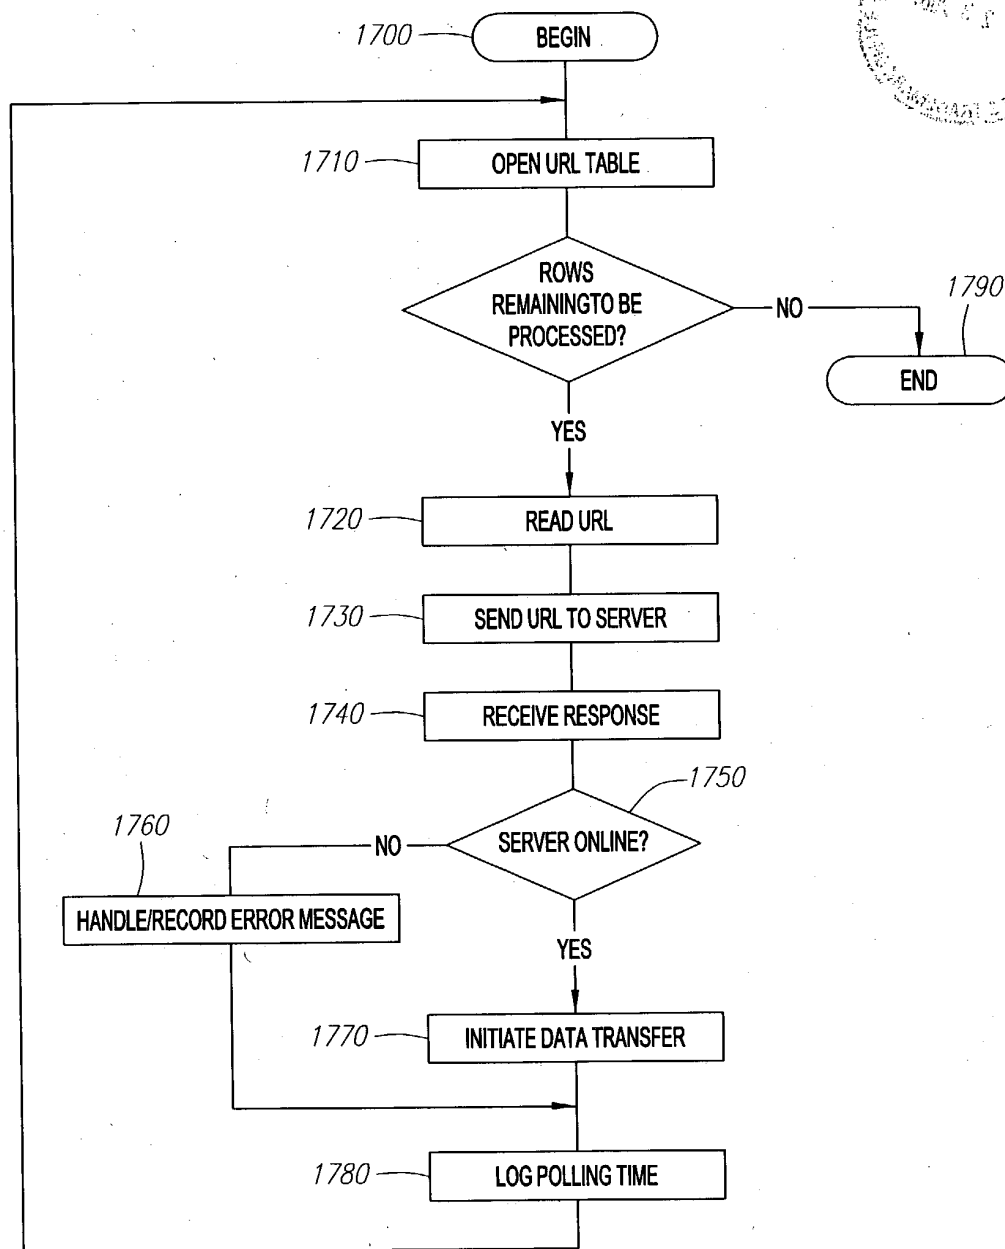 1700
BEGIN
1710
OPEN URL TABLE
ROWS
REMAININGTO BE
PROCESSED?
NO
1790
END
YES
1720
READ URL
1730
SEND URL TO SERVER
1740
RECEIVE RESPONSE
1750
SERVER ONLINE?
NO
1760
HANDLE/RECORD ERROR MESSAGE
YES
1770
INITIATE DATA TRANSFER
1780
LOG POLLING TIME